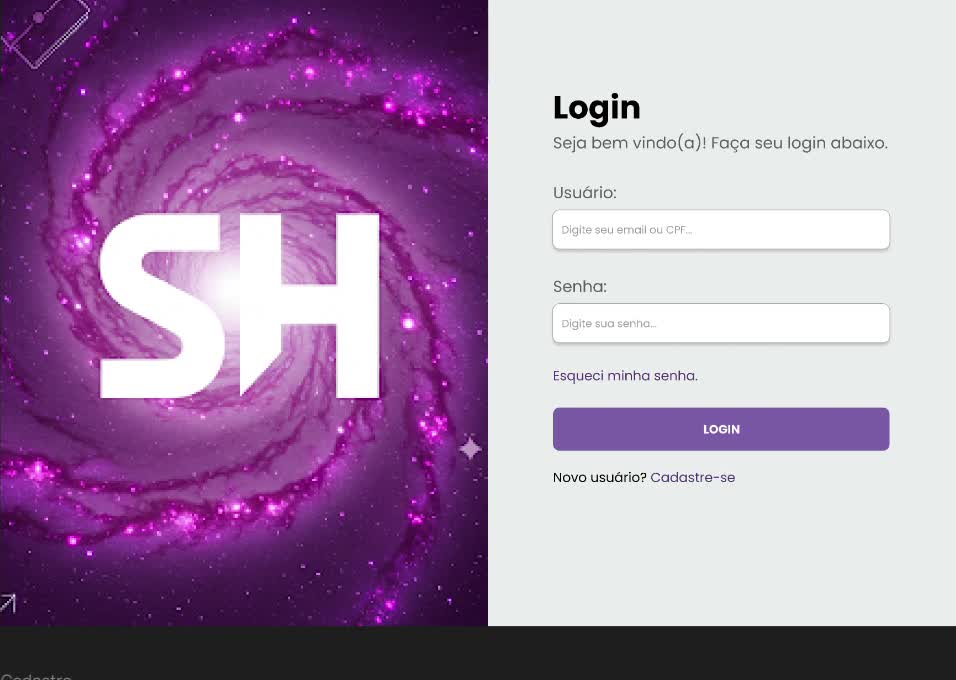 SH
Login
Seja bem vindo(a)! Faça seu login abaixo.
Usuário:
Digite seu email ou CPF...
Senha:
Digite sua senha...
Esqueci minha senha.
LOGIN
Novo usuário? Cadastre-se
Cadastro